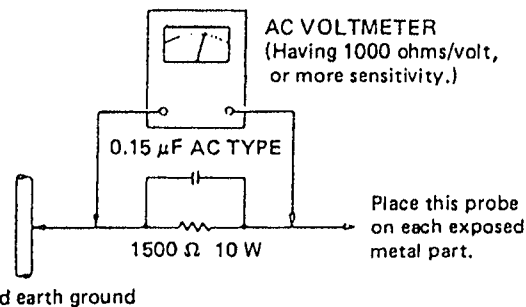 AC VOLTMETER
(Having 1000 ohms/volt,
or more sensitivity.)
0.15 μF AC TYPE
Place this probe
on each exposed
metal part.
1500 Ω 10 W
earth ground